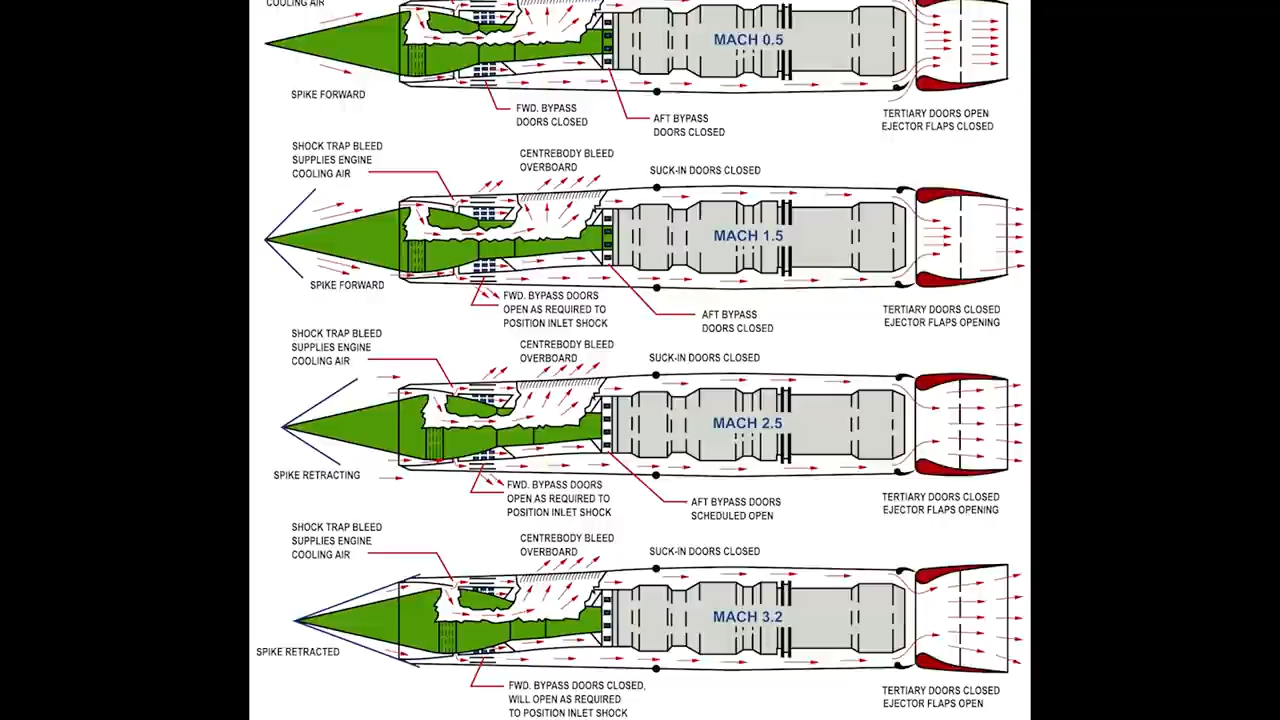 COOLING AIR
MACH 0.5
SPIKE FORWARD
FWD. BYPASS
DOORS CLOSED
AFT BYPASS
DOORS CLOSED
TERTIARY DOORS OPEN
EJECTOR FLAPS CLOSED
SHOCK TRAP BLEED
SUPPLIES ENGINE
COOLING AIR
CENTREBODY BLEED
OVERBOARD
SUCK-IN DOORS CLOSED
MACH 1.5
SPIKE FORWARD
FWD. BYPASS DOORS
OPEN AS REQUIRED TO
POSITION INLET SHOCK
AFT BYPASS
DOORS CLOSED
TERTIARY DOORS CLOSED
EJECTOR FLAPS OPENING
SHOCK TRAP BLEED
SUPPLIES ENGINE
COOLING AIR
CENTREBODY BLEED
OVERBOARD
SUCK-IN DOORS CLOSED
MACH 2.5
SPIKE RETRACTING
FWD. BYPASS DOORS
OPEN AS REQUIRED TO
POSITION INLET SHOCK
AFT BYPASS DOORS
SCHEDULED OPEN
TERTIARY DOORS CLOSED
EJECTOR FLAPS OPENING
SHOCK TRAP BLEED
SUPPLIES ENGINE
COOLING AIR
CENTREBODY BLEED
OVERBOARD
SUCK-IN DOORS CLOSED
MACH 3.2
SPIKE RETRACTED
FWD. BYPASS DOORS CLOSED,
WILL OPEN AS REQUIRED
TO POSITION INLET SHOCK
TERTIARY DOORS CLOSED
EJECTOR FLAPS OPEN